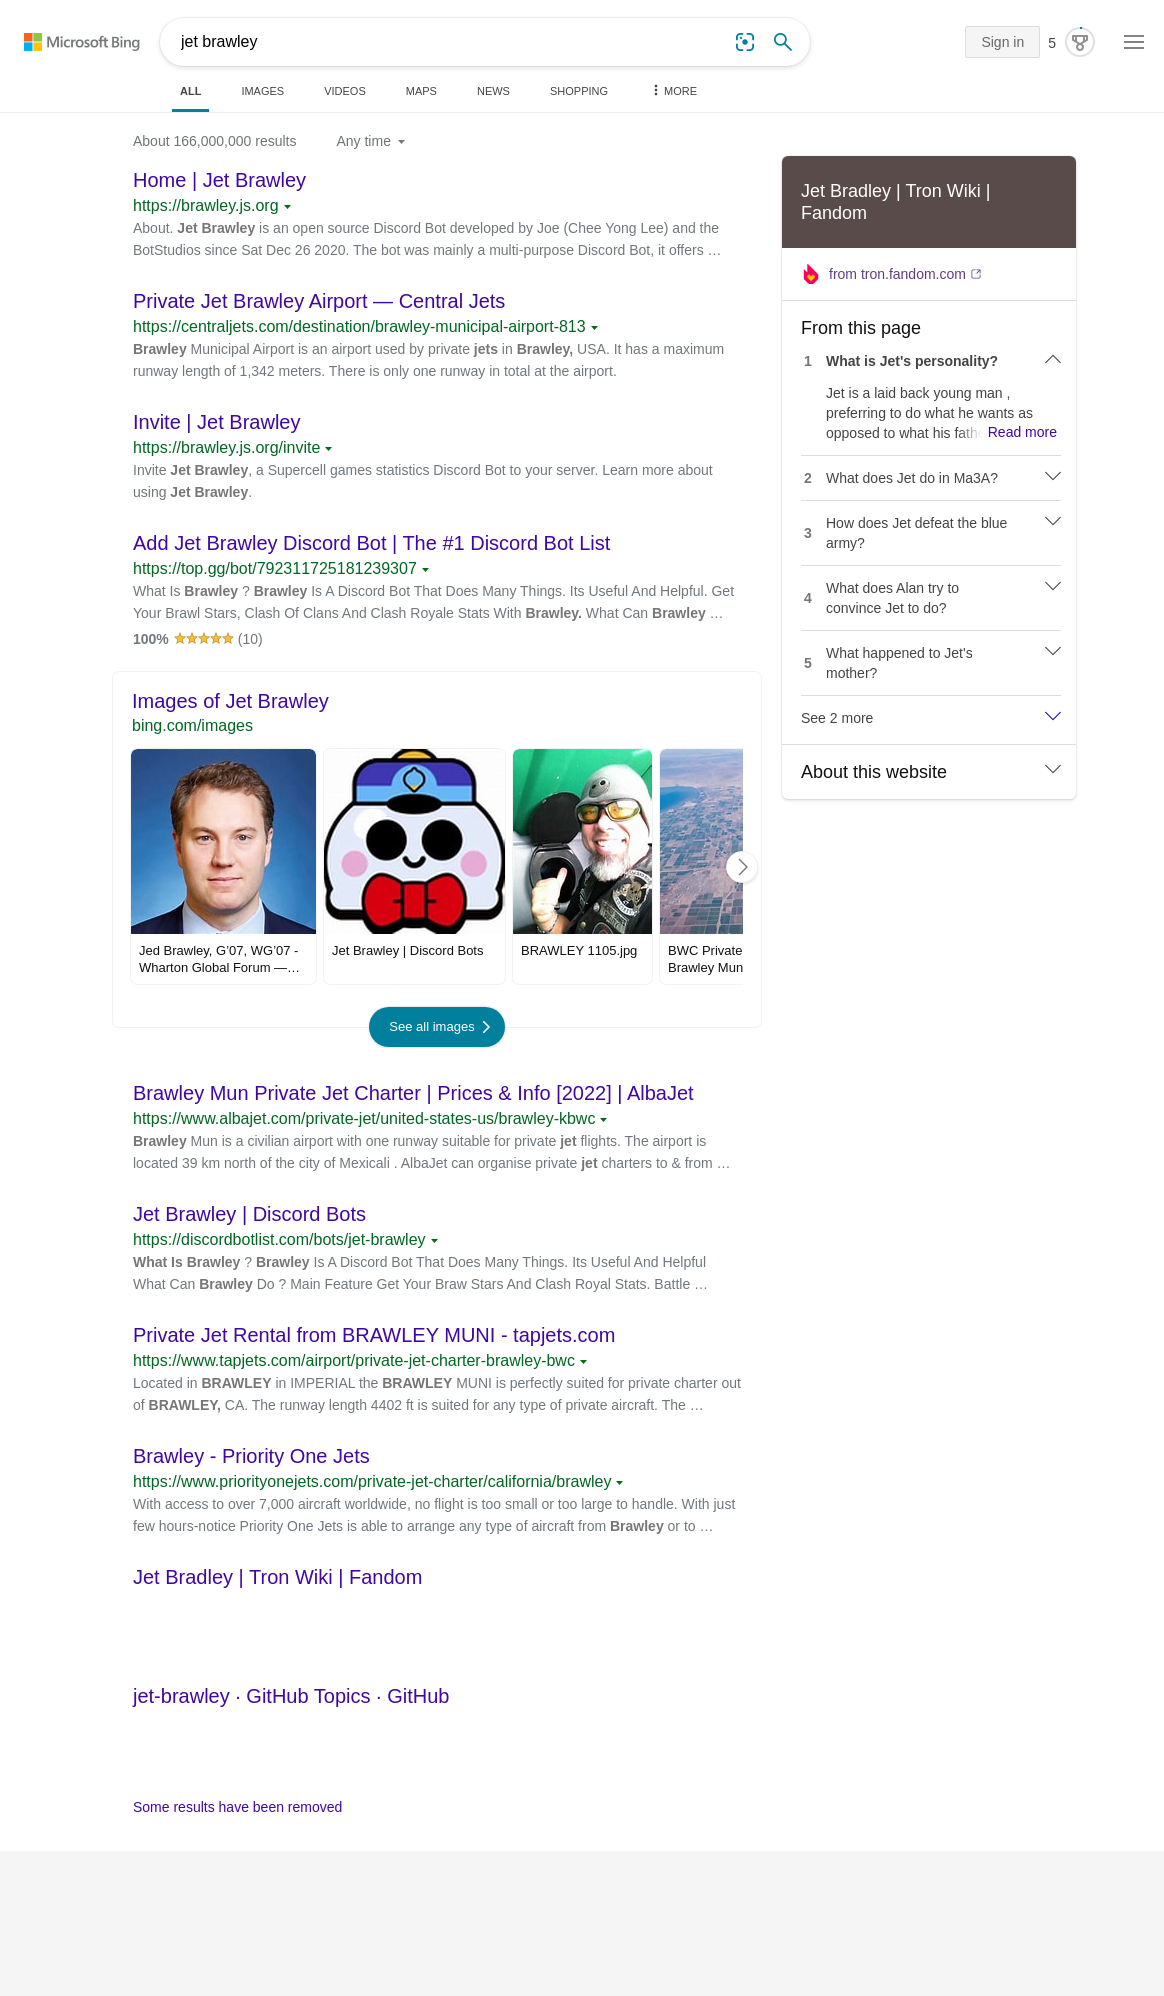 Microsoft Bing
jet brawley
Sign in
5
ALL
IMAGES
VIDEOS
MAPS
NEWS
SHOPPING
MORE
About 166,000,000 results
Any time
Home | Jet Brawley
https://brawley.js.org
About. Jet Brawley is an open source Discord Bot developed by Joe (Chee Yong Lee) and the
BotStudios since Sat Dec 26 2020. The bot was mainly a multi-purpose Discord Bot, it offers …
Private Jet Brawley Airport — Central Jets
https://centraljets.com/destination/brawley-municipal-airport-813
Brawley Municipal Airport is an airport used by private jets in Brawley, USA. It has a maximum
runway length of 1,342 meters. There is only one runway in total at the airport.
Invite | Jet Brawley
https://brawley.js.org/invite
Invite Jet Brawley, a Supercell games statistics Discord Bot to your server. Learn more about
using Jet Brawley.
Add Jet Brawley Discord Bot | The #1 Discord Bot List
https://top.gg/bot/792311725181239307
What Is Brawley ? Brawley Is A Discord Bot That Does Many Things. Its Useful And Helpful. Get
Your Brawl Stars, Clash Of Clans And Clash Royale Stats With Brawley. What Can Brawley …
100% (10)
Images of Jet Brawley
bing.com/images
Jed Brawley, G'07, WG'07 -
Wharton Global Forum —…
Jet Brawley | Discord Bots
BRAWLEY 1105.jpg
BWC Private
Brawley Mun
See all images
Brawley Mun Private Jet Charter | Prices & Info [2022] | AlbaJet
https://www.albajet.com/private-jet/united-states-us/brawley-kbwc
Brawley Mun is a civilian airport with one runway suitable for private jet flights. The airport is
located 39 km north of the city of Mexicali . AlbaJet can organise private jet charters to & from …
Jet Brawley | Discord Bots
https://discordbotlist.com/bots/jet-brawley
What Is Brawley ? Brawley Is A Discord Bot That Does Many Things. Its Useful And Helpful
What Can Brawley Do ? Main Feature Get Your Braw Stars And Clash Royal Stats. Battle …
Private Jet Rental from BRAWLEY MUNI - tapjets.com
https://www.tapjets.com/airport/private-jet-charter-brawley-bwc
Located in BRAWLEY in IMPERIAL the BRAWLEY MUNI is perfectly suited for private charter out
of BRAWLEY, CA. The runway length 4402 ft is suited for any type of private aircraft. The …
Brawley - Priority One Jets
https://www.priorityonejets.com/private-jet-charter/california/brawley
With access to over 7,000 aircraft worldwide, no flight is too small or too large to handle. With just
few hours-notice Priority One Jets is able to arrange any type of aircraft from Brawley or to …
Jet Bradley | Tron Wiki | Fandom
jet-brawley · GitHub Topics · GitHub
Some results have been removed
Jet Bradley | Tron Wiki |
Fandom
from tron.fandom.com
From this page
1 What is Jet's personality?
Jet is a laid back young man ,
preferring to do what he wants as
opposed to what his fathe Read more
2 What does Jet do in Ma3A?
3 How does Jet defeat the blue
army?
4 What does Alan try to
convince Jet to do?
5 What happened to Jet's
mother?
See 2 more
About this website